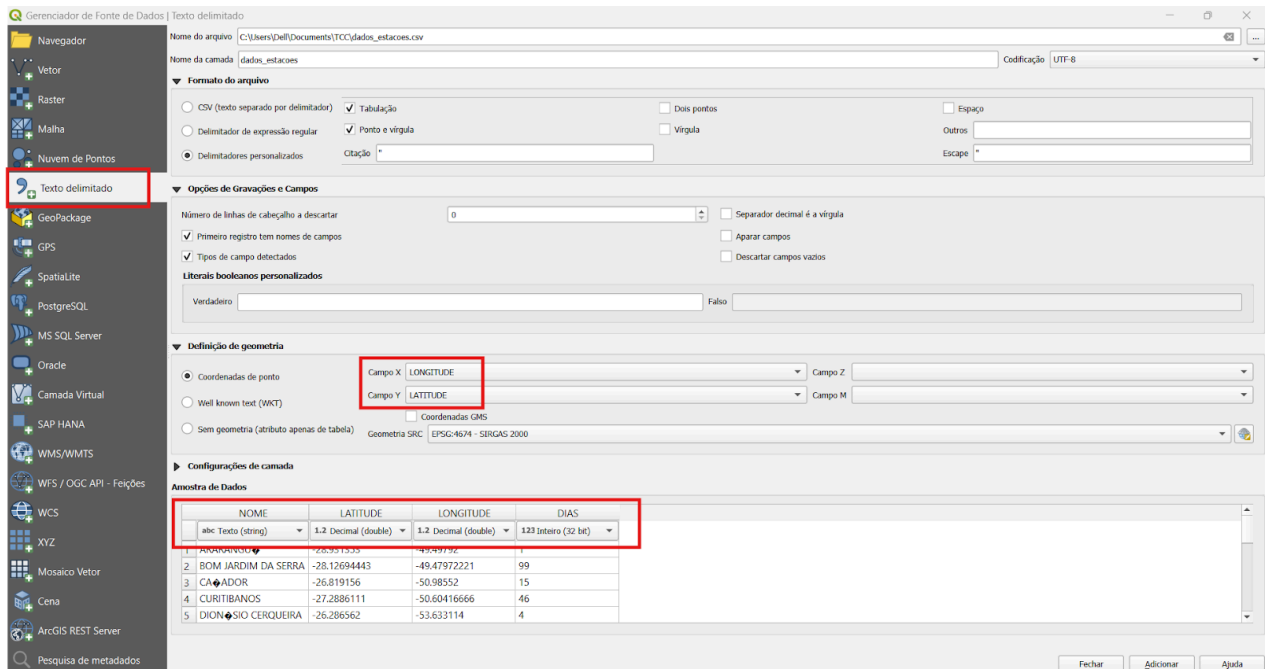 Gerenciador de Fonte de Dados | Texto delimitado
Navegador
Vetor
Raster
Malha
Nuvem de Pontos
Texto delimitado
GeoPackage
GPS
SpatiaLite
PostgreSQL
MS SQL Server
Oracle
Camada Virtual
SAP HANA
WMS/WMTS
WFS / OGC API - Feições
WCS
XYZ
Mosaico Vetor
Cena
ArcGIS REST Server
Pesquisa de metadados
Nome do arquivo C:\Users\Dell\Documents\TCC\dados_estacoes.csv ...
Nome da camada dados_estacoes Codificação UTF-8
Formato do arquivo
CSV (texto separado por delimitador) Tabulação Dois pontos Espaço
Delimitador de expressão regular Ponto e vírgula Vírgula Outros
Delimitadores personalizados Citação " Escape "
Opções de Gravações e Campos
Número de linhas de cabeçalho a descartar 0 Separador decimal é a vírgula
Primeiro registro tem nomes de campos Aparar campos
Tipos de campo detectados Descartar campos vazios
Literais booleanos personalizados
Verdadeiro Falso
Definição de geometria
Coordenadas de ponto Campo X LONGITUDE Campo Z
Well known text (WKT) Campo Y LATITUDE Campo M
Coordenadas GMS
Sem geometria (atributo apenas de tabela) Geometria SRC EPSG:4674 - SIRGAS 2000
Configurações de camada
Amostra de Dados
NOME LATITUDE LONGITUDE DIAS
abc Texto (string) 1.2 Decimal (double) 1.2 Decimal (double) 123 Inteiro (32 bit)
1 ARARANGU� -28.931353 -49.49792 1
2 BOM JARDIM DA SERRA -28.12694443 -49.47972221 99
3 CA�ADOR -26.819156 -50.98552 15
4 CURITIBANOS -27.2886111 -50.60416666 46
5 DION�SIO CERQUEIRA -26.286562 -53.633114 4
Fechar Adicionar Ajuda